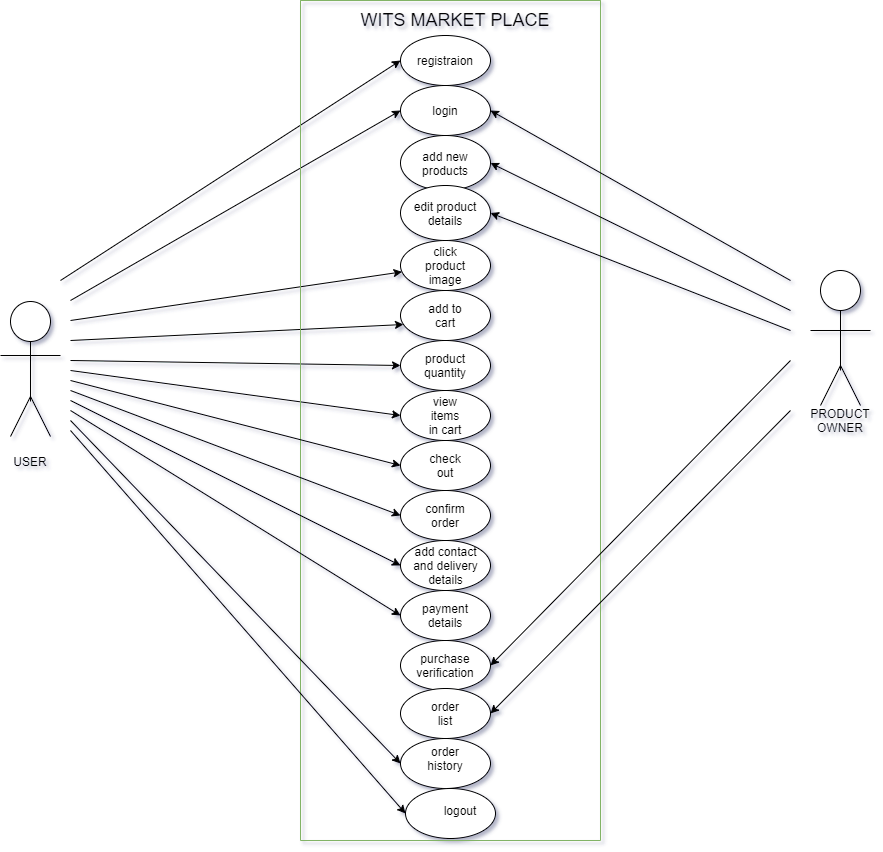 WITS MARKET PLACE
registraion
login
add new
products
edit product
details
click
product
image
add to
cart
product
quantity
view
items
in cart
check
out
confirm
order
add contact
and delivery
details
payment
details
purchase
verification
order
list
order
history
logout
USER
PRODUCT
OWNER